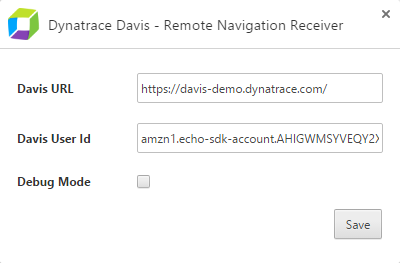 Dynatrace Davis - Remote Navigation Receiver
Davis URL
https://davis-demo.dynatrace.com/
Davis User Id
amzn1.echo-sdk-account.AHIGWMSYVEQY2X
Debug Mode
Save